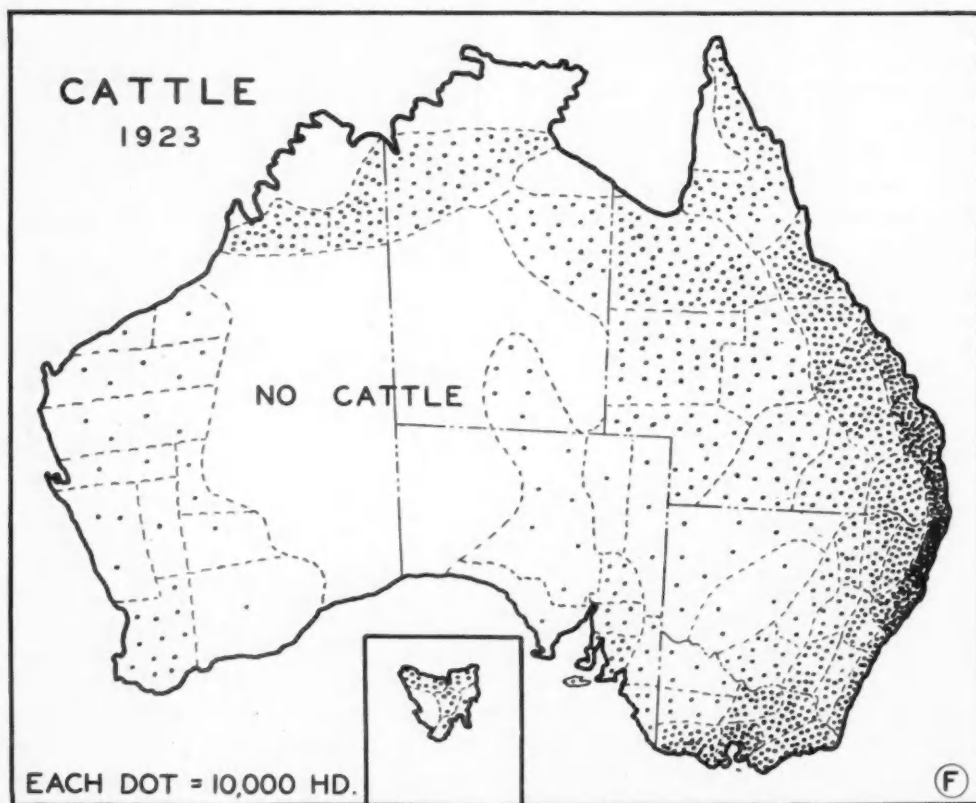 CATTLE
1923
NO CATTLE
EACH DOT = 10,000 HD.
F